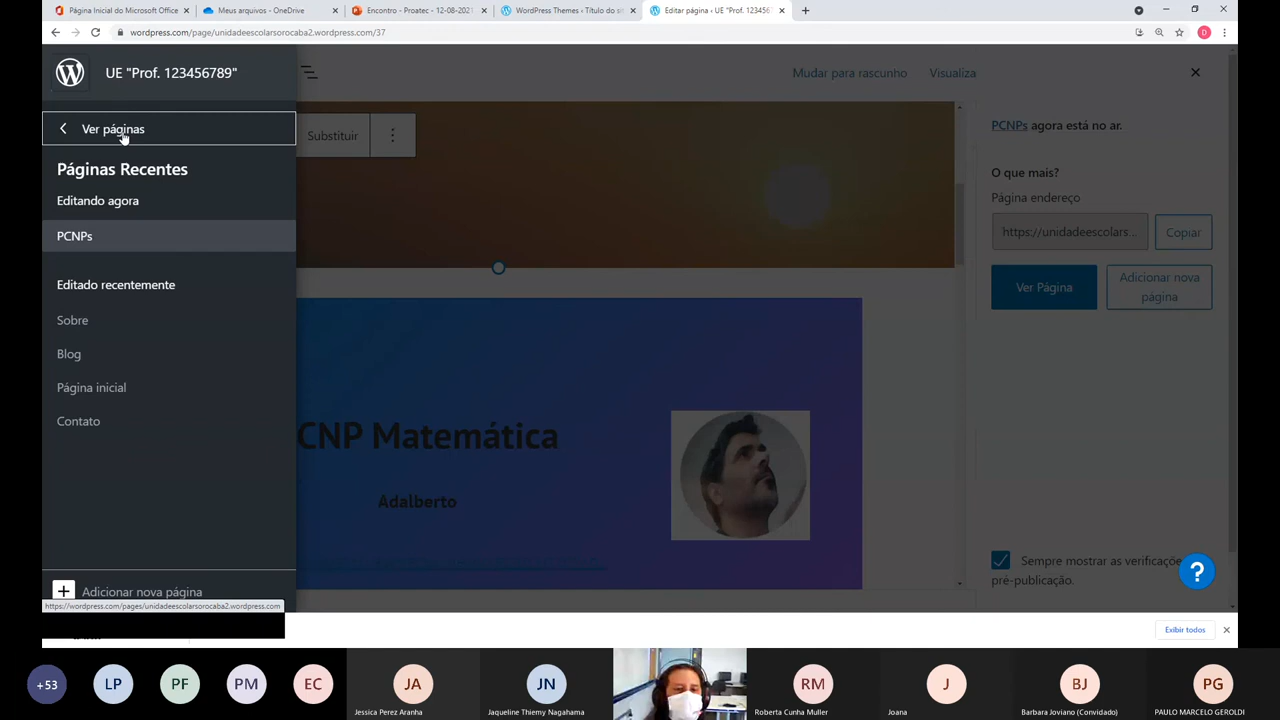 Página Inicial do Microsoft Office
Meus arquivos - OneDrive
Encontro - Proatec - 12-08-2021
WordPress Themes ‹ Título do si
Editar página ‹ UE "Prof. 123456
wordpress.com/page/unidadeescolarsorocaba2.wordpress.com/37
D
UE "Prof. 123456789"
Mudar para rascunho
Visualiza
Ver páginas
Substituir
PCNPs agora está no ar.
Páginas Recentes
O que mais?
Editando agora
Página endereço
PCNPs
https://unidadeescolars...
Copiar
Editado recentemente
Ver Página
Adicionar nova
página
Sobre
Blog
Página inicial
Contato
CNP Matemática
Adalberto
Sempre mostrar as verificaçõe
pré-publicação.
Adicionar nova página
https://wordpress.com/pages/unidadeescolarsorocaba2.wordpress.com
Exibir todos
+53
LP
PF
PM
EC
JA
JN
RM
J
BJ
PG
Jessica Perez Aranha
Jaqueline Thiemy Nagahama
Roberta Cunha Muller
Joana
Barbara Joviano (Convidado)
PAULO MARCELO GEROLDI